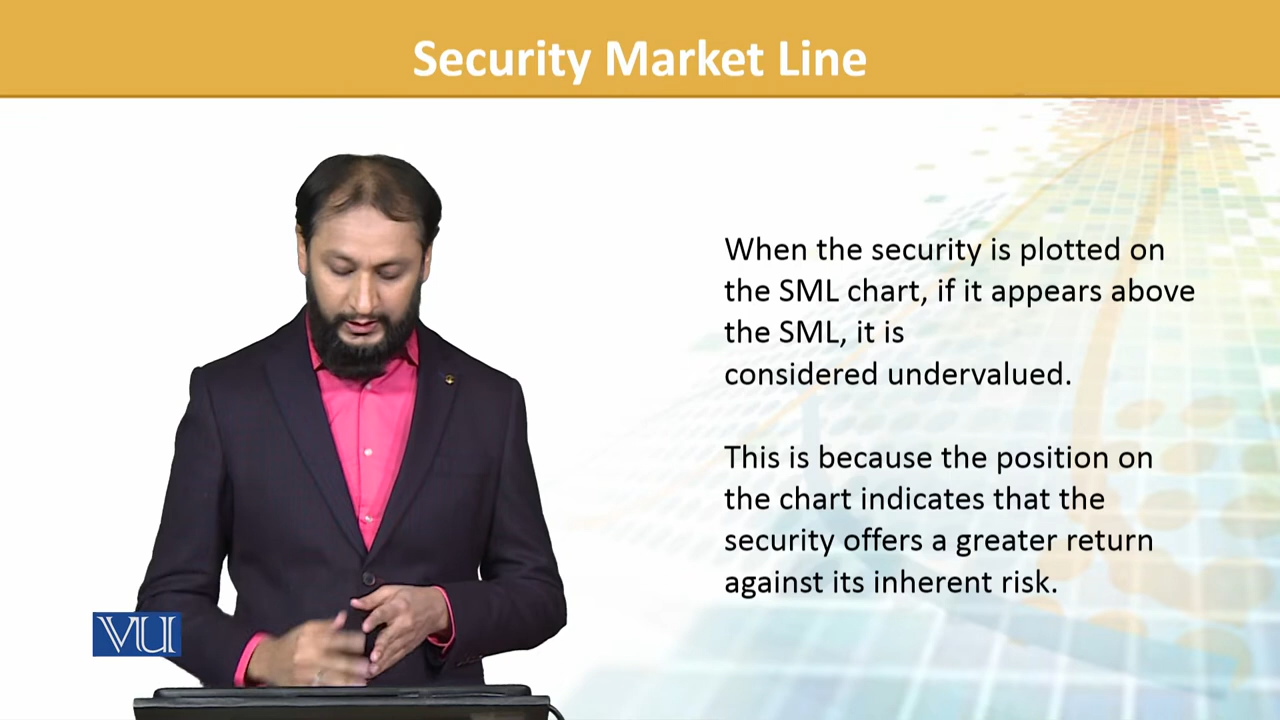 Security Market Line
When the security is plotted on
the SML chart, if it appears above
the SML, it is
considered undervalued.
This is because the position on
the chart indicates that the
security offers a greater return
against its inherent risk.
VU